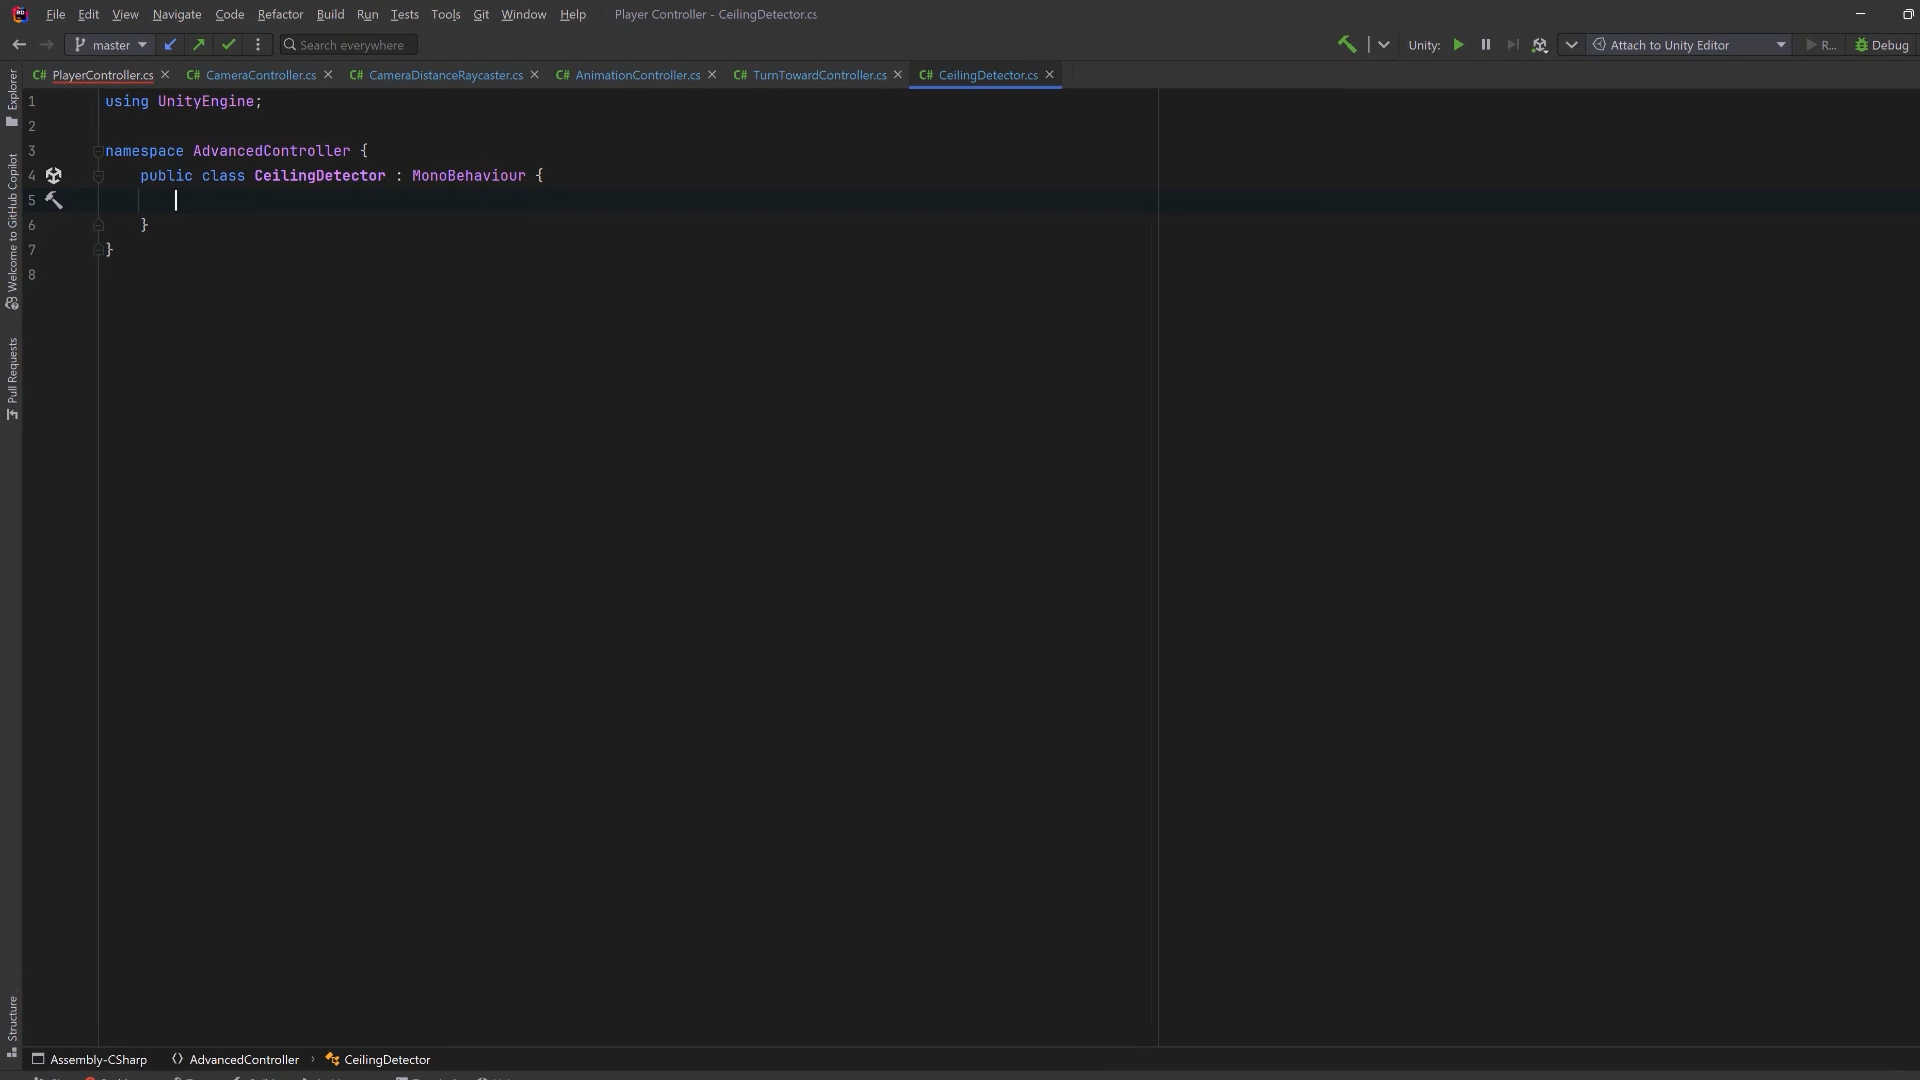 File Edit View Navigate Code Refactor Build Run Tests Tools Git Window Help Player Controller - CeilingDetector.cs
master Search everywhere Unity: Attach to Unity Editor R... Debug
C# PlayerController.cs C# CameraController.cs C# CameraDistanceRaycaster.cs C# AnimationController.cs C# TurnTowardController.cs C# CeilingDetector.cs
Explorer
Welcome to GitHub Copilot
Pull Requests
Structure
1 using UnityEngine;
2
3 namespace AdvancedController {
4 public class CeilingDetector : MonoBehaviour {
5
6 }
7 }
8
Assembly-CSharp AdvancedController › CeilingDetector